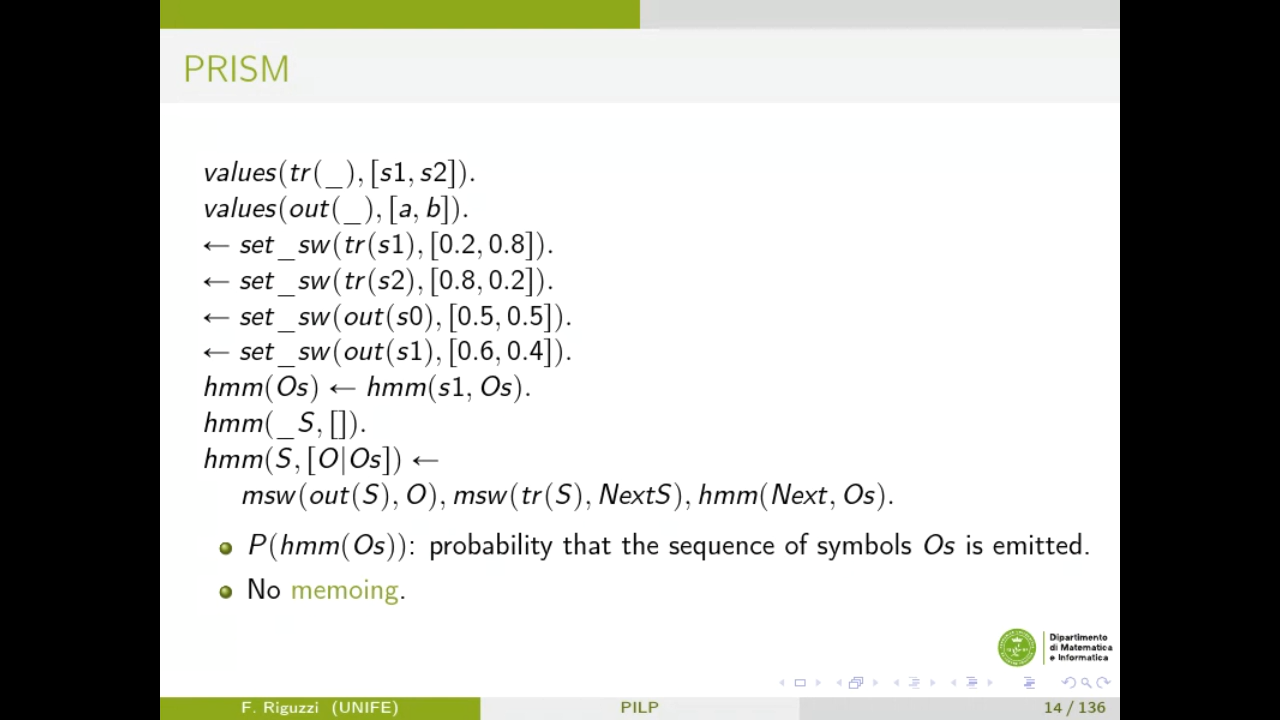 PRISM
values(tr(_), [s1, s2]).
values(out(_), [a, b]).
← set_sw(tr(s1), [0.2, 0.8]).
← set_sw(tr(s2), [0.8, 0.2]).
← set_sw(out(s0), [0.5, 0.5]).
← set_sw(out(s1), [0.6, 0.4]).
hmm(Os) ← hmm(s1, Os).
hmm(_S, []).
hmm(S, [O|Os]) ←
msw(out(S), O), msw(tr(S), NextS), hmm(Next, Os).
P(hmm(Os)): probability that the sequence of symbols Os is emitted.
No memoing.
Dipartimento
di Matematica
e Informatica
F. Riguzzi (UNIFE) PILP 14 / 136